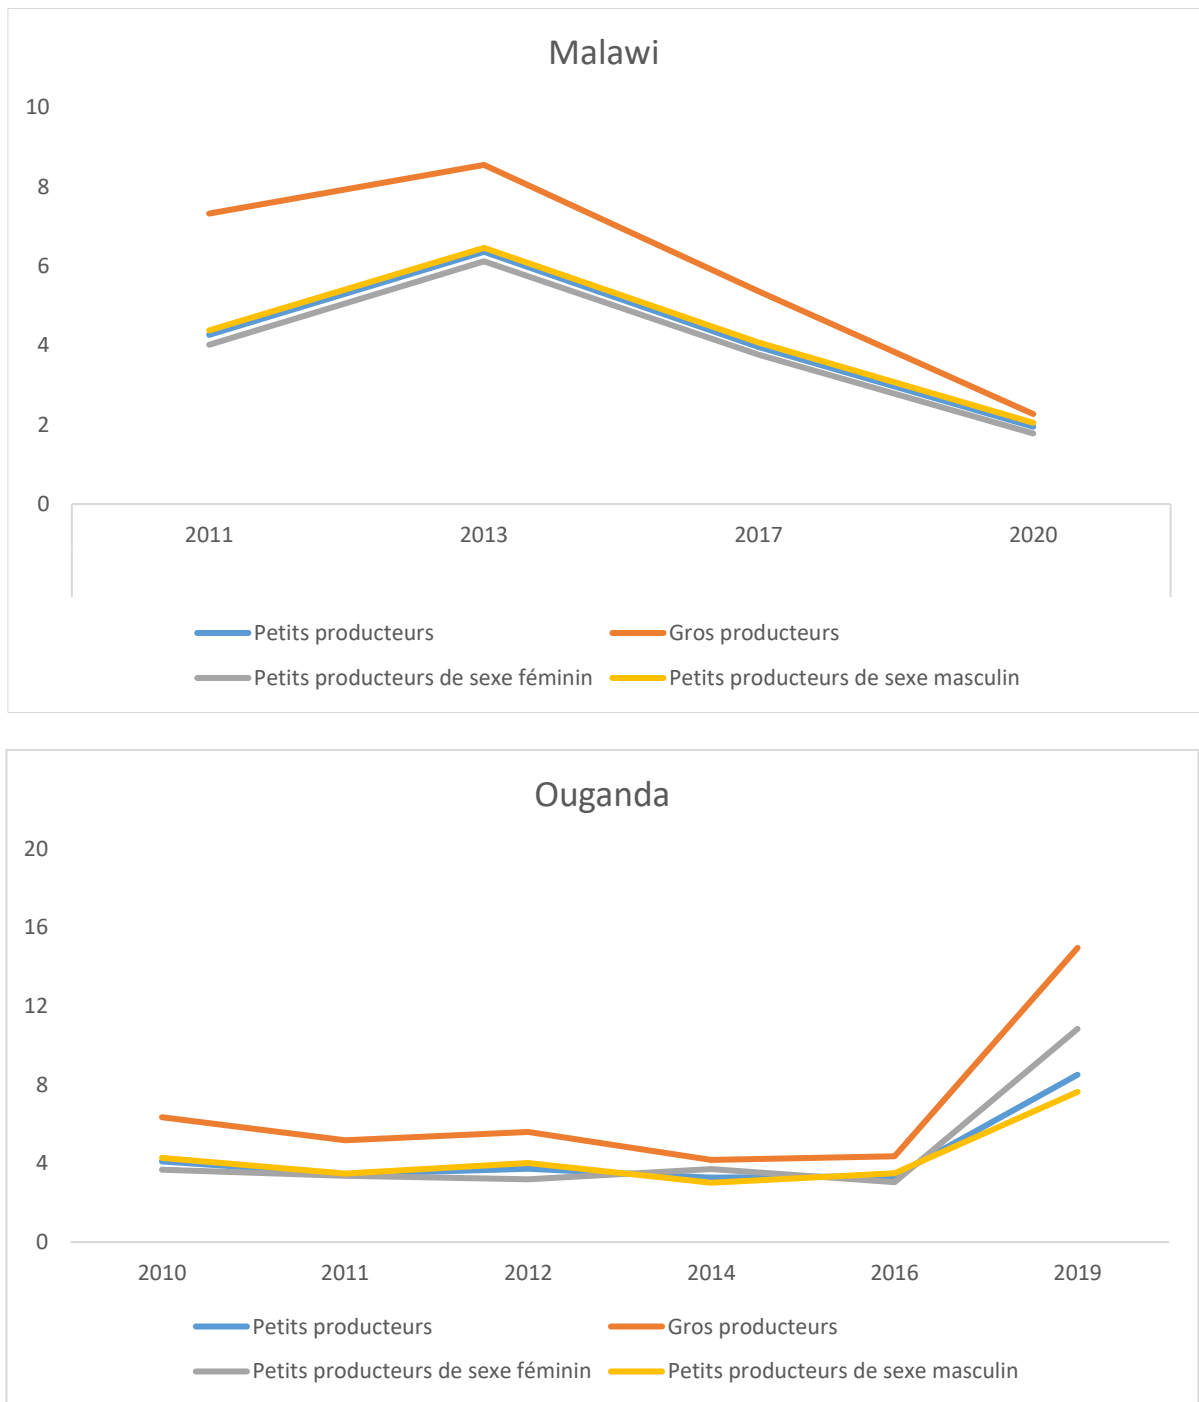 Malawi
10
8
6
4
2
0
2011 2013 2017 2020
Petits producteurs Gros producteurs
Petits producteurs de sexe féminin Petits producteurs de sexe masculin
Ouganda
20
16
12
8
4
0
2010 2011 2012 2014 2016 2019
Petits producteurs Gros producteurs
Petits producteurs de sexe féminin Petits producteurs de sexe masculin